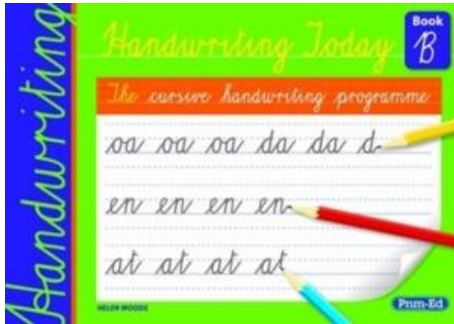 Handwriting
Handwriting Today
Book
B
The cursive handwriting programme
oa oa oa da da d
en en en en
at at at at
HELEN WOODS
Prim-Ed